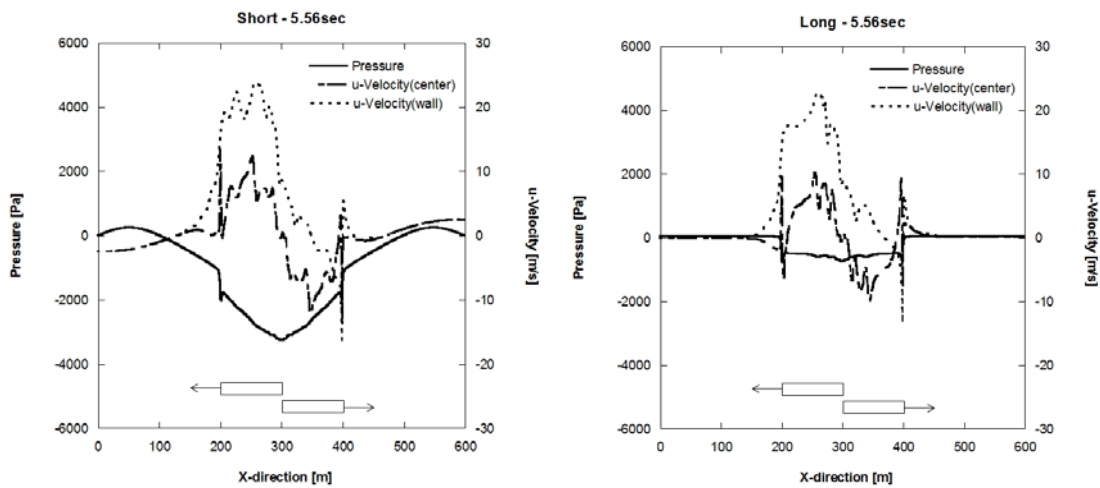 Short - 5.56sec
6000
4000
2000
0
-2000
-4000
-6000
30
20
10
0
-10
-20
-30
Pressure
u-Velocity(center)
u-Velocity(wall)
Pressure [Pa]
u-Velocity [m/s]
0 100 200 300 400 500 600
X-direction [m]
Long - 5.56sec
6000
4000
2000
0
-2000
-4000
-6000
30
20
10
0
-10
-20
-30
Pressure
u-Velocity(center)
u-Velocity(wall)
Pressure [Pa]
u-Velocity [m/s]
0 100 200 300 400 500 600
X-direction [m]